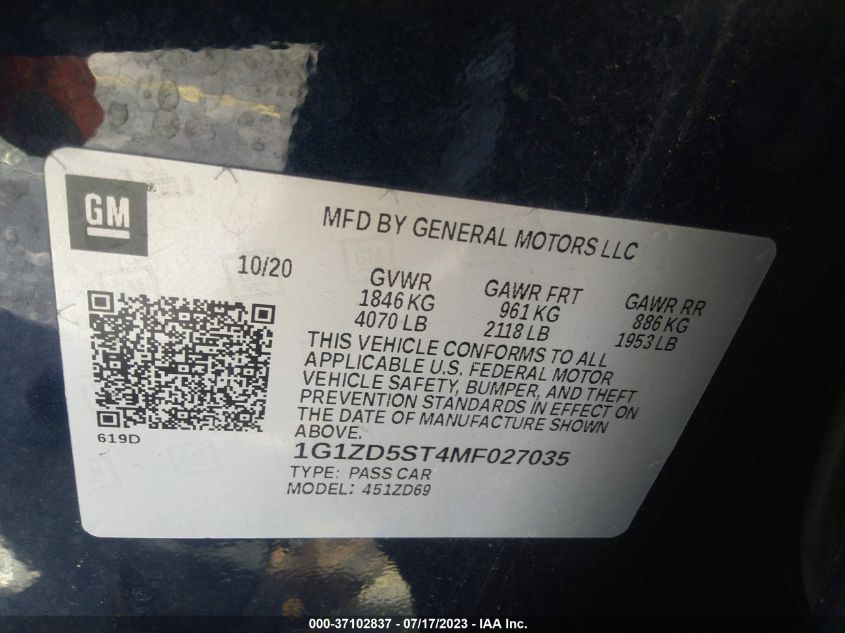 GM
MFD BY GENERAL MOTORS LLC
10/20
GVWR
1846 KG
4070 LB
GAWR FRT
961 KG
2118 LB
GAWR RR
886 KG
1953 LB
THIS VEHICLE CONFORMS TO ALL
APPLICABLE U.S. FEDERAL MOTOR
VEHICLE SAFETY, BUMPER, AND THEFT
PREVENTION STANDARDS IN EFFECT ON
THE DATE OF MANUFACTURE SHOWN
ABOVE.
619D
1G1ZD5ST4MF027035
TYPE: PASS CAR
MODEL: 451ZD69
000-37102837 - 07/17/2023 - IAA Inc.